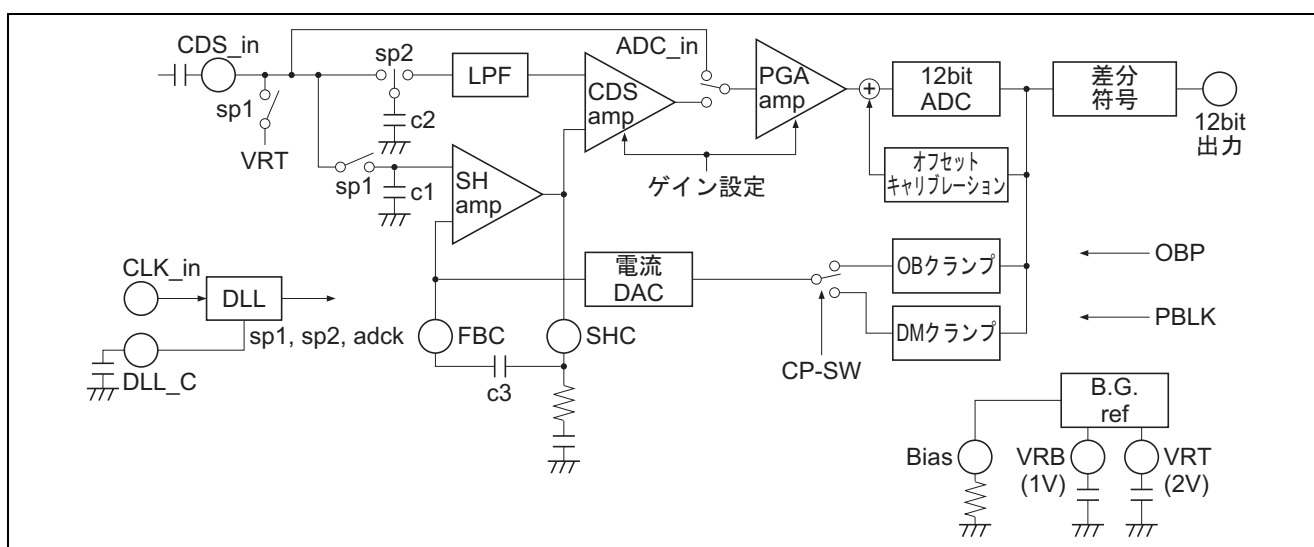 CDS_in
sp1
VRT
sp2
c2
LPF
sp1
c1
SH
amp
CDS
amp
ADC_in
PGA
amp
ゲイン設定
12bit
ADC
差分
符号
12bit
出力
オフセット
キャリブレーション
電流
DAC
OBクランプ
DMクランプ
CP-SW
OBP
PBLK
CLK_in
DLL
sp1, sp2, adck
DLL_C
FBC
SHC
c3
B.G.
ref
Bias
VRB
(1V)
VRT
(2V)